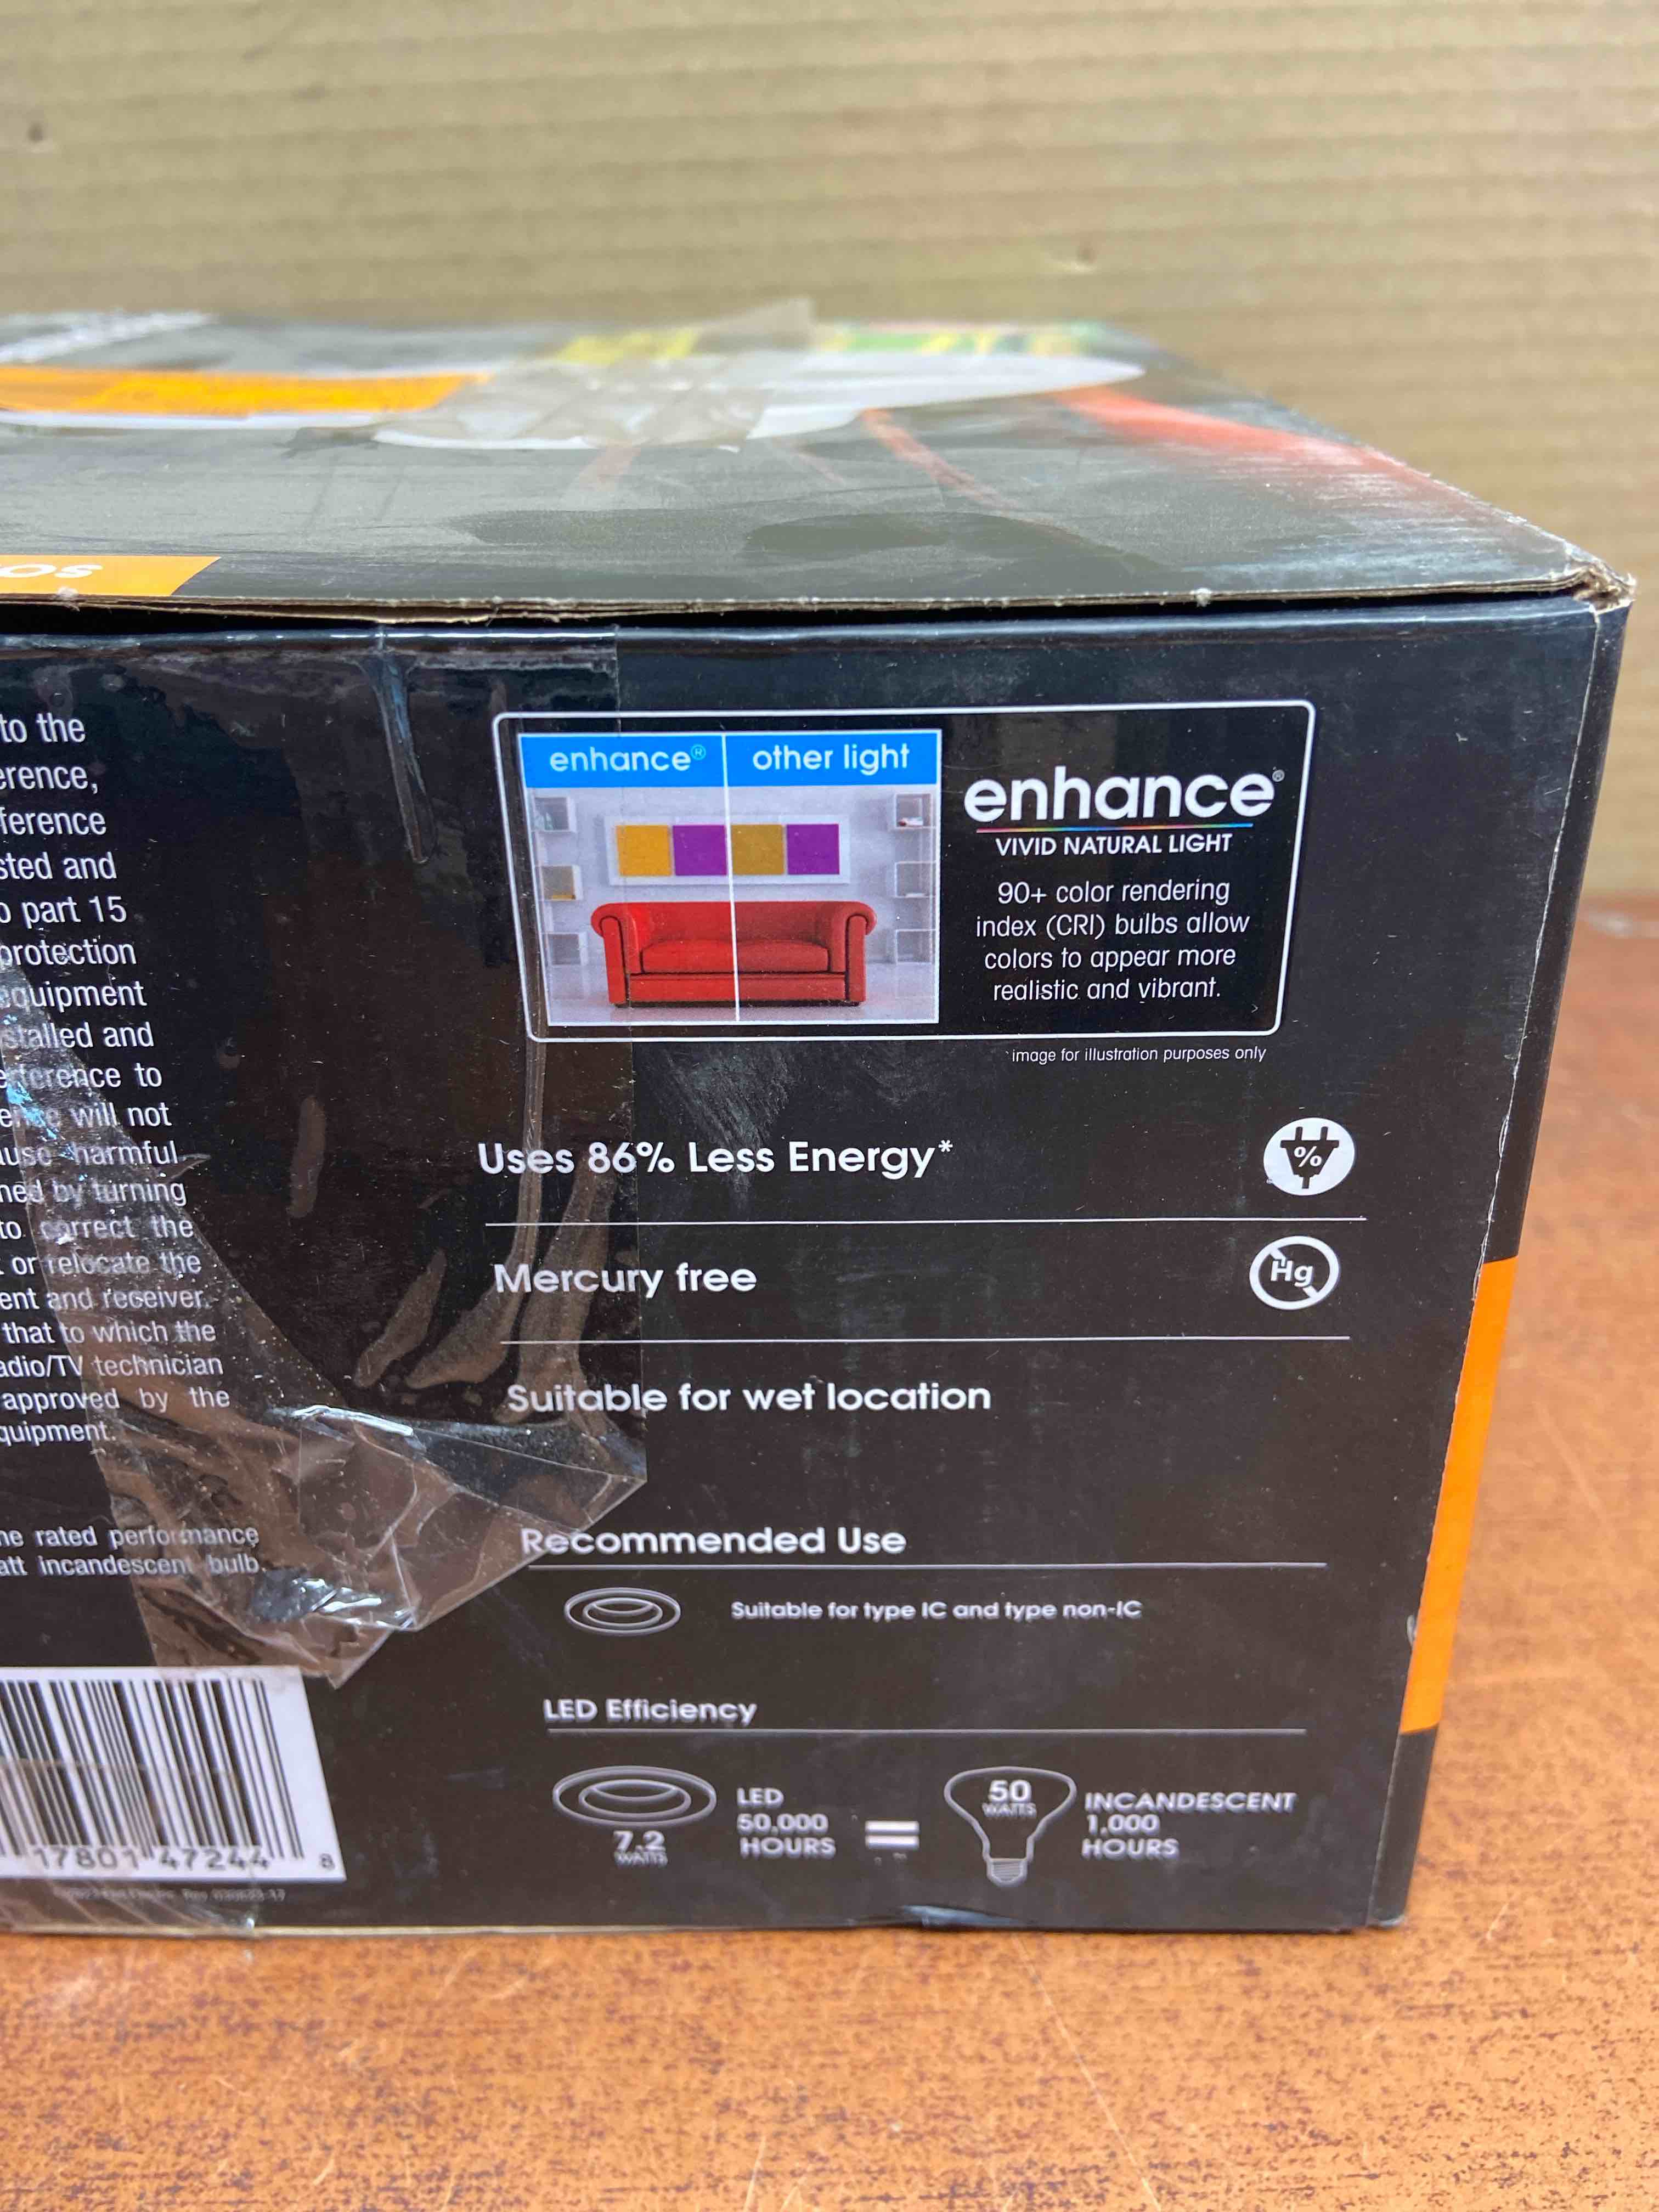 os
to the
erence,
ference
sted and
o part 15
protection
equipment
stalled and
erference to
will not
harmful
ned by turning
to correct the
or relocate the
ent and receiver.
that to which the
adio/TV technician
approved by the
quipment.
ne rated performance
att incandescent bulb.
17801 47244 8
enhance® other light
enhance®
VIVID NATURAL LIGHT
90+ color rendering
index (CRI) bulbs allow
colors to appear more
realistic and vibrant.
*image for illustration purposes only
Uses 86% Less Energy*
%
Mercury free
Hg
Suitable for wet location
Recommended Use
Suitable for type IC and type non-IC
LED Efficiency
7.2
WATTS
LED
50,000
HOURS
=
50
WATTS
INCANDESCENT
1,000
HOURS